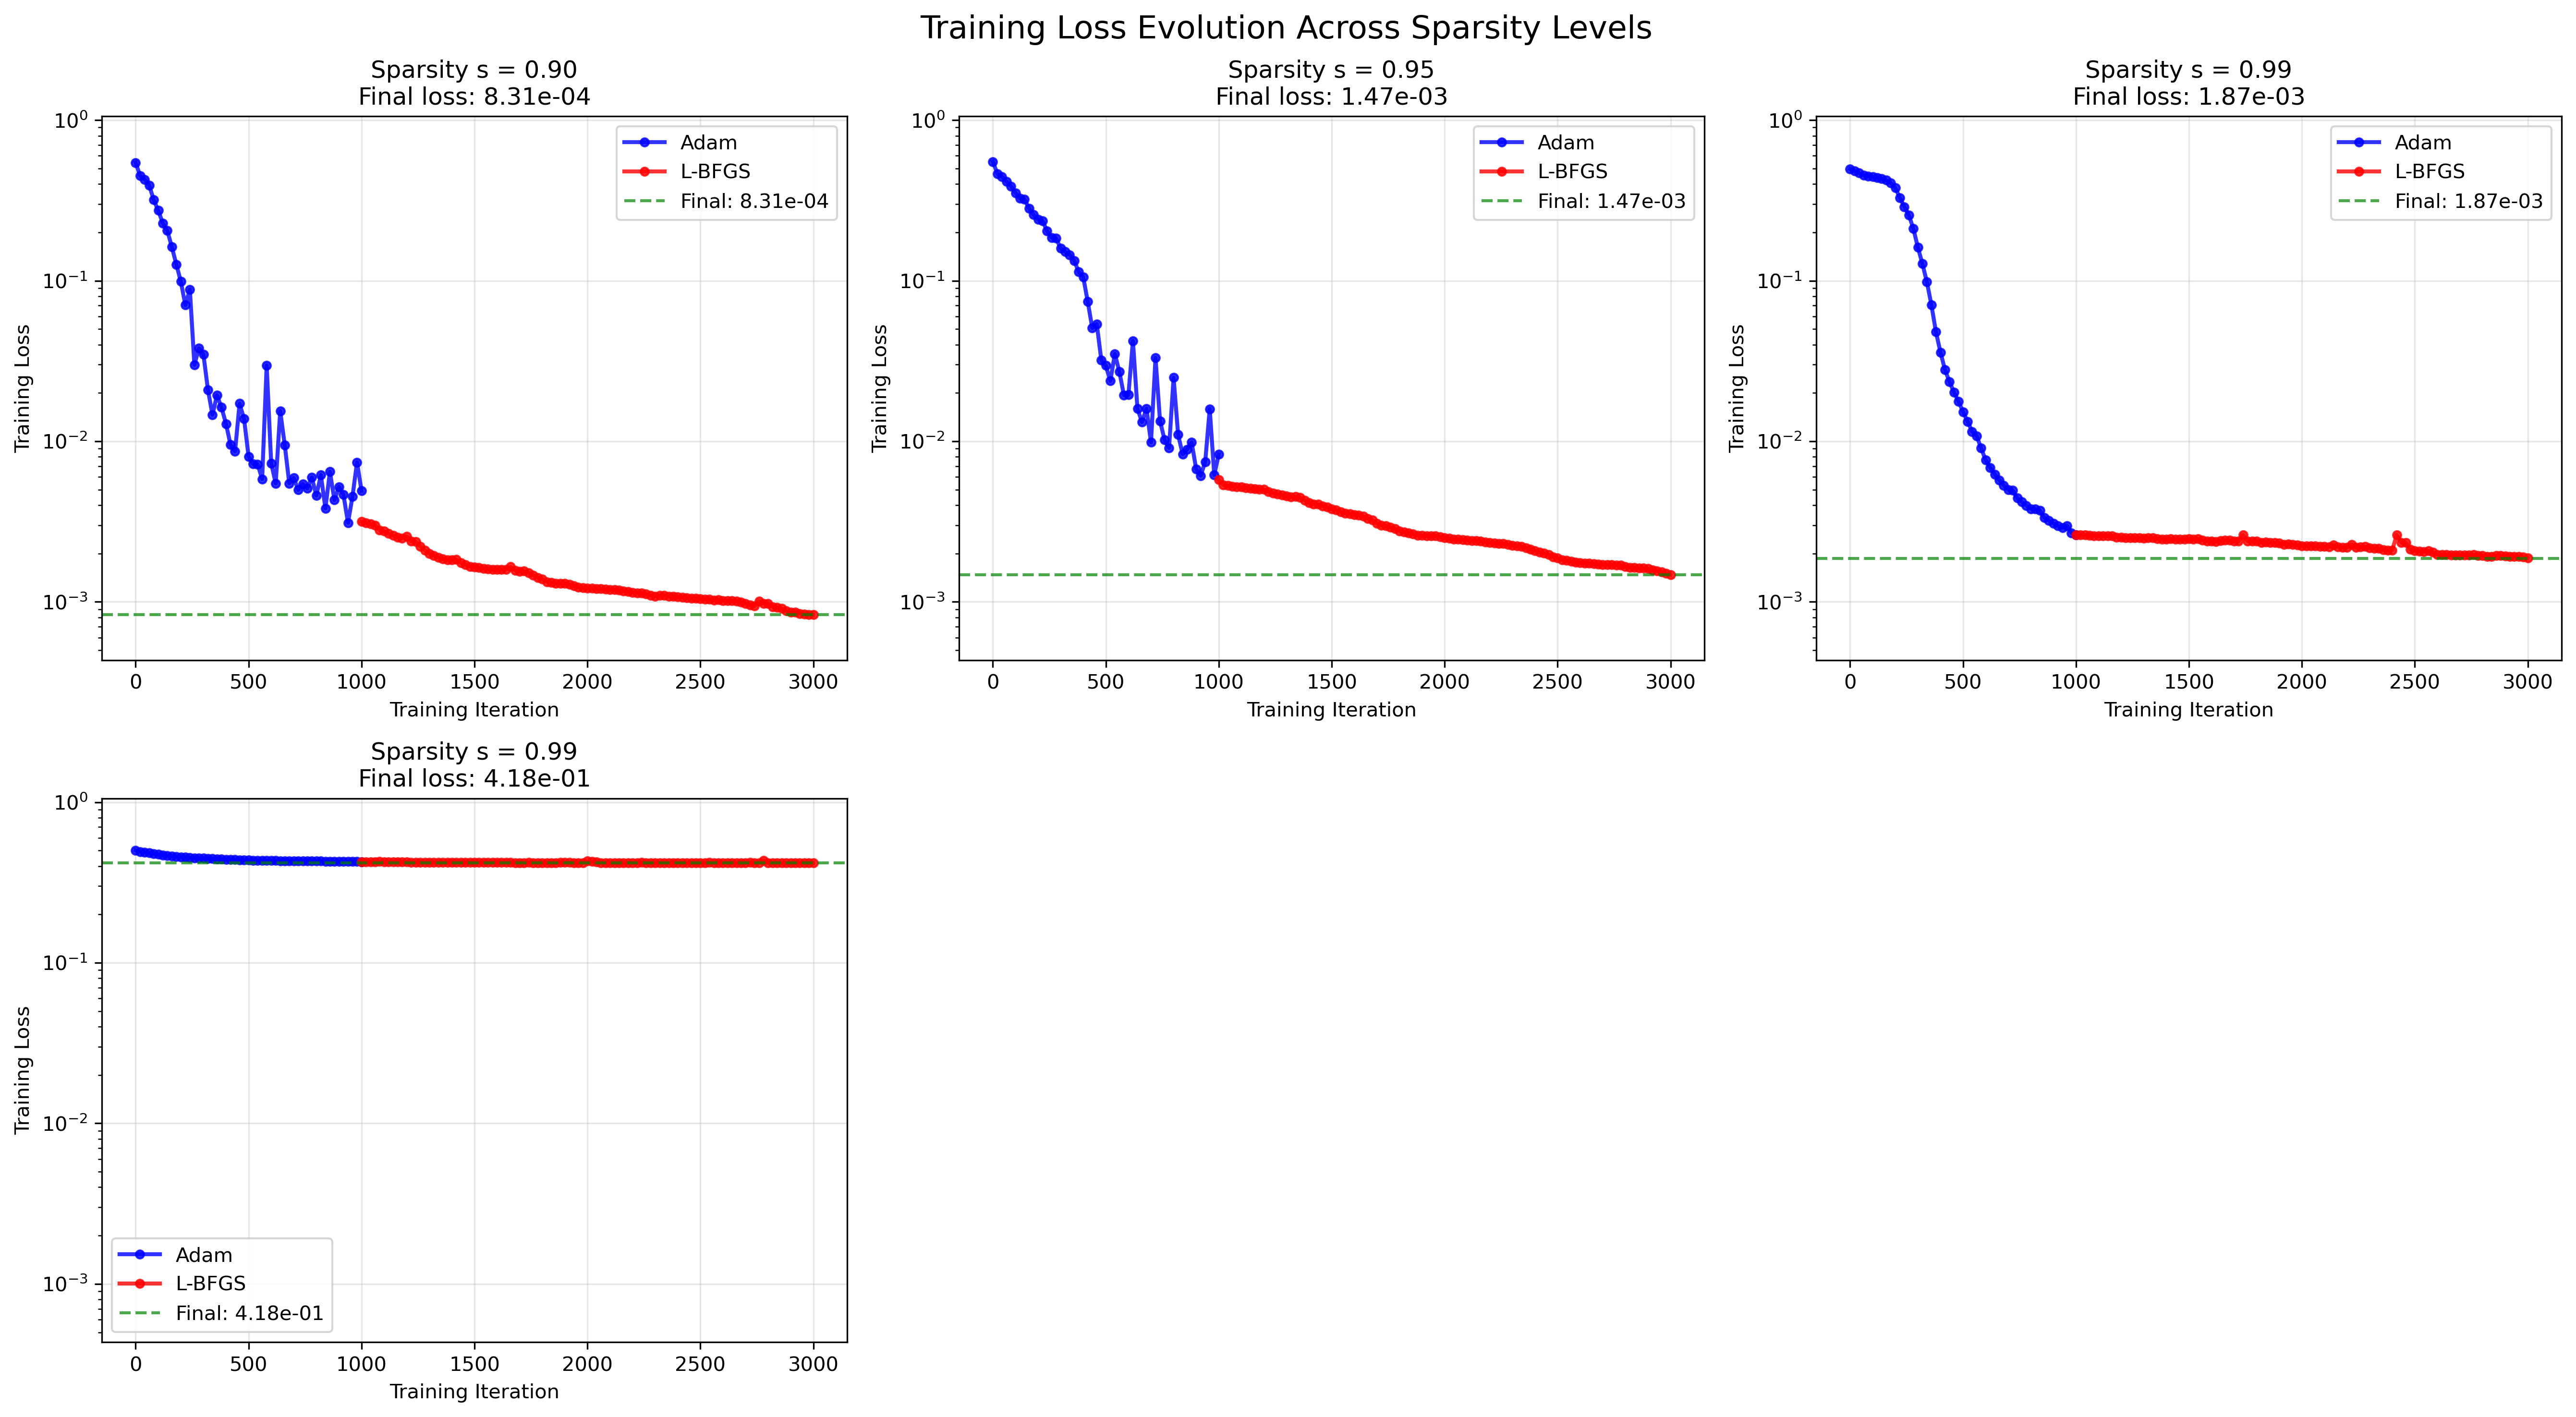 Training Loss Evolution Across Sparsity Levels
Sparsity s = 0.90
Final loss: 8.31e-04
10⁰
10⁻¹
10⁻²
10⁻³
Training Loss
Adam
L-BFGS
Final: 8.31e-04
0 500 1000 1500 2000 2500 3000
Training Iteration
Sparsity s = 0.95
Final loss: 1.47e-03
10⁰
10⁻¹
10⁻²
10⁻³
Training Loss
Adam
L-BFGS
Final: 1.47e-03
0 500 1000 1500 2000 2500 3000
Training Iteration
Sparsity s = 0.99
Final loss: 1.87e-03
10⁰
10⁻¹
10⁻²
10⁻³
Training Loss
Adam
L-BFGS
Final: 1.87e-03
0 500 1000 1500 2000 2500 3000
Training Iteration
Sparsity s = 0.99
Final loss: 4.18e-01
10⁰
10⁻¹
10⁻²
10⁻³
Training Loss
Adam
L-BFGS
Final: 4.18e-01
0 500 1000 1500 2000 2500 3000
Training Iteration